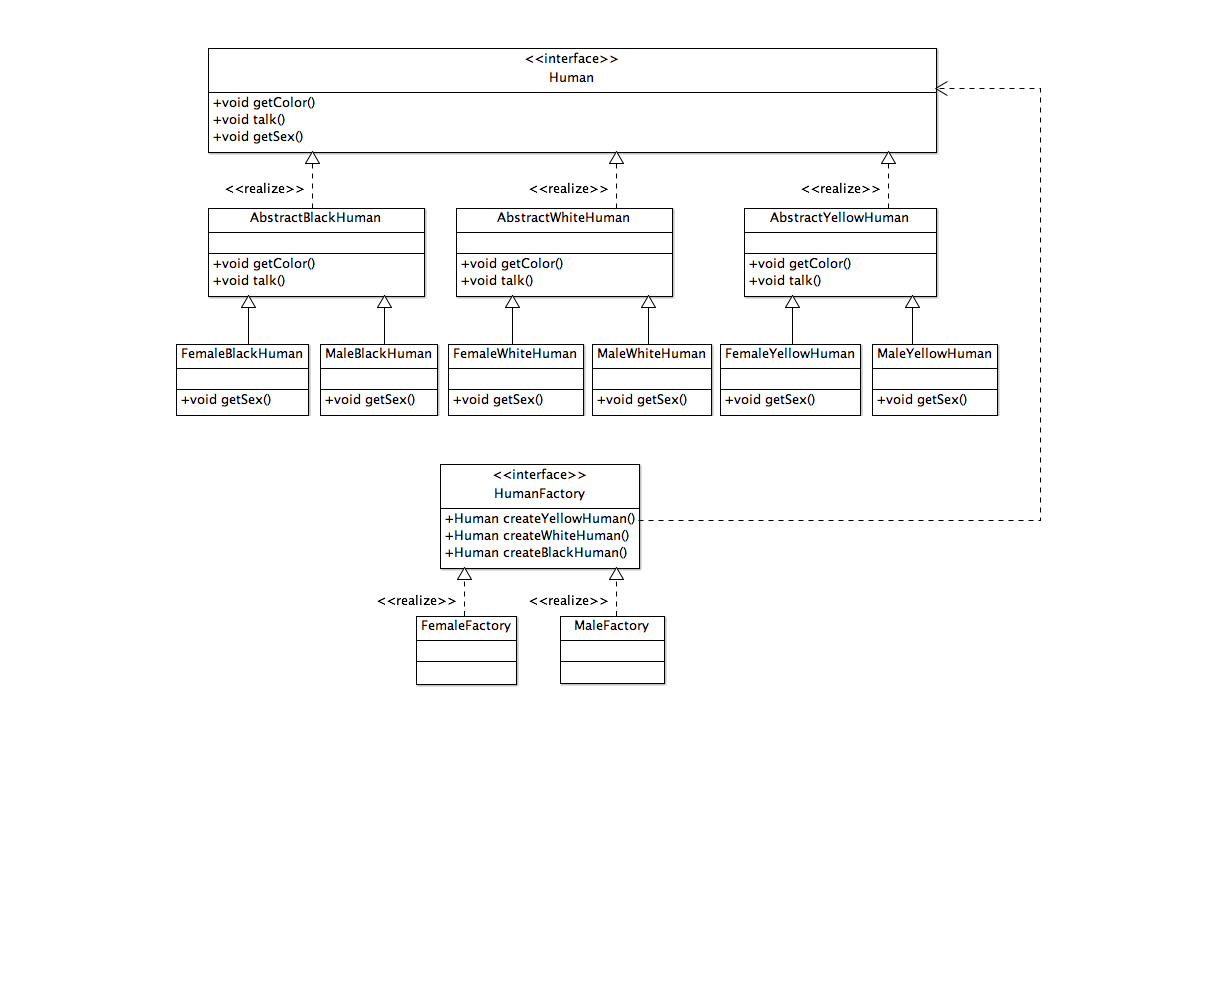 <<interface>>
Human
+void getColor()
+void talk()
+void getSex()
<<realize>>
<<realize>>
<<realize>>
AbstractBlackHuman
+void getColor()
+void talk()
AbstractWhiteHuman
+void getColor()
+void talk()
AbstractYellowHuman
+void getColor()
+void talk()
FemaleBlackHuman
+void getSex()
MaleBlackHuman
+void getSex()
FemaleWhiteHuman
+void getSex()
MaleWhiteHuman
+void getSex()
FemaleYellowHuman
+void getSex()
MaleYellowHuman
+void getSex()
<<interface>>
HumanFactory
+Human createYellowHuman()
+Human createWhiteHuman()
+Human createBlackHuman()
<<realize>>
<<realize>>
FemaleFactory
MaleFactory